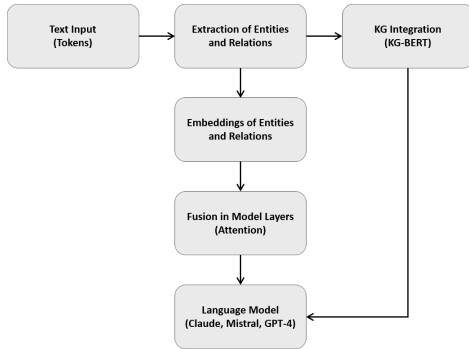 Text Input
(Tokens)
Extraction of Entities
and Relations
KG Integration
(KG-BERT)
Embeddings of Entities
and Relations
Fusion in Model Layers
(Attention)
Language Model
(Claude, Mistral, GPT-4)